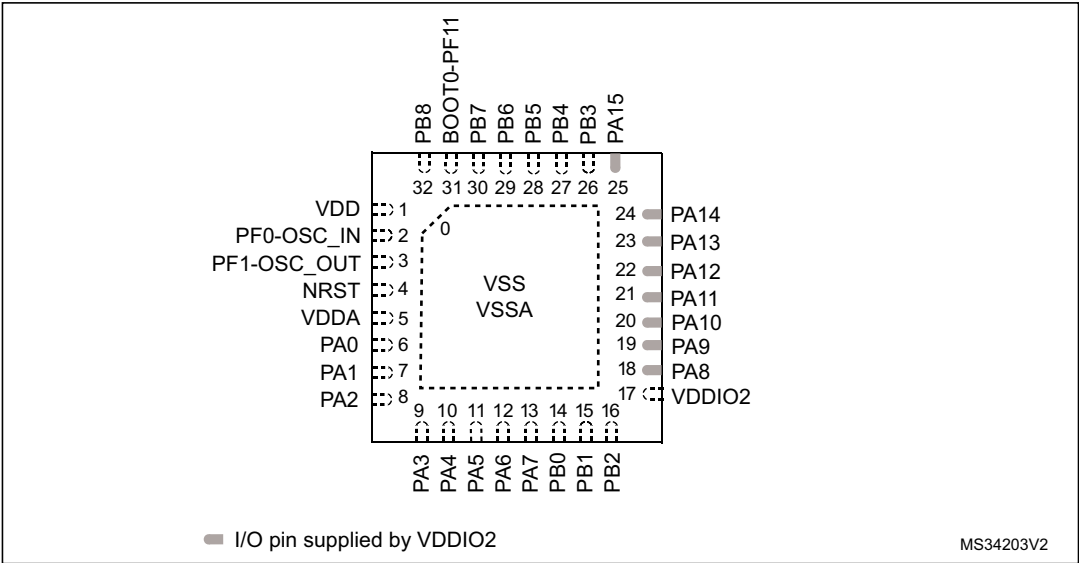 PB8
BOOT0-PF11
PB7
PB6
PB5
PB4
PB3
PA15
32 31 30 29 28 27 26 25
VDD 1
PF0-OSC_IN 2
PF1-OSC_OUT 3
NRST 4
VDDA 5
PA0 6
PA1 7
PA2 8
0
VSS
VSSA
24 PA14
23 PA13
22 PA12
21 PA11
20 PA10
19 PA9
18 PA8
17 VDDIO2
9 10 11 12 13 14 15 16
PA3
PA4
PA5
PA6
PA7
PB0
PB1
PB2
I/O pin supplied by VDDIO2
MS34203V2